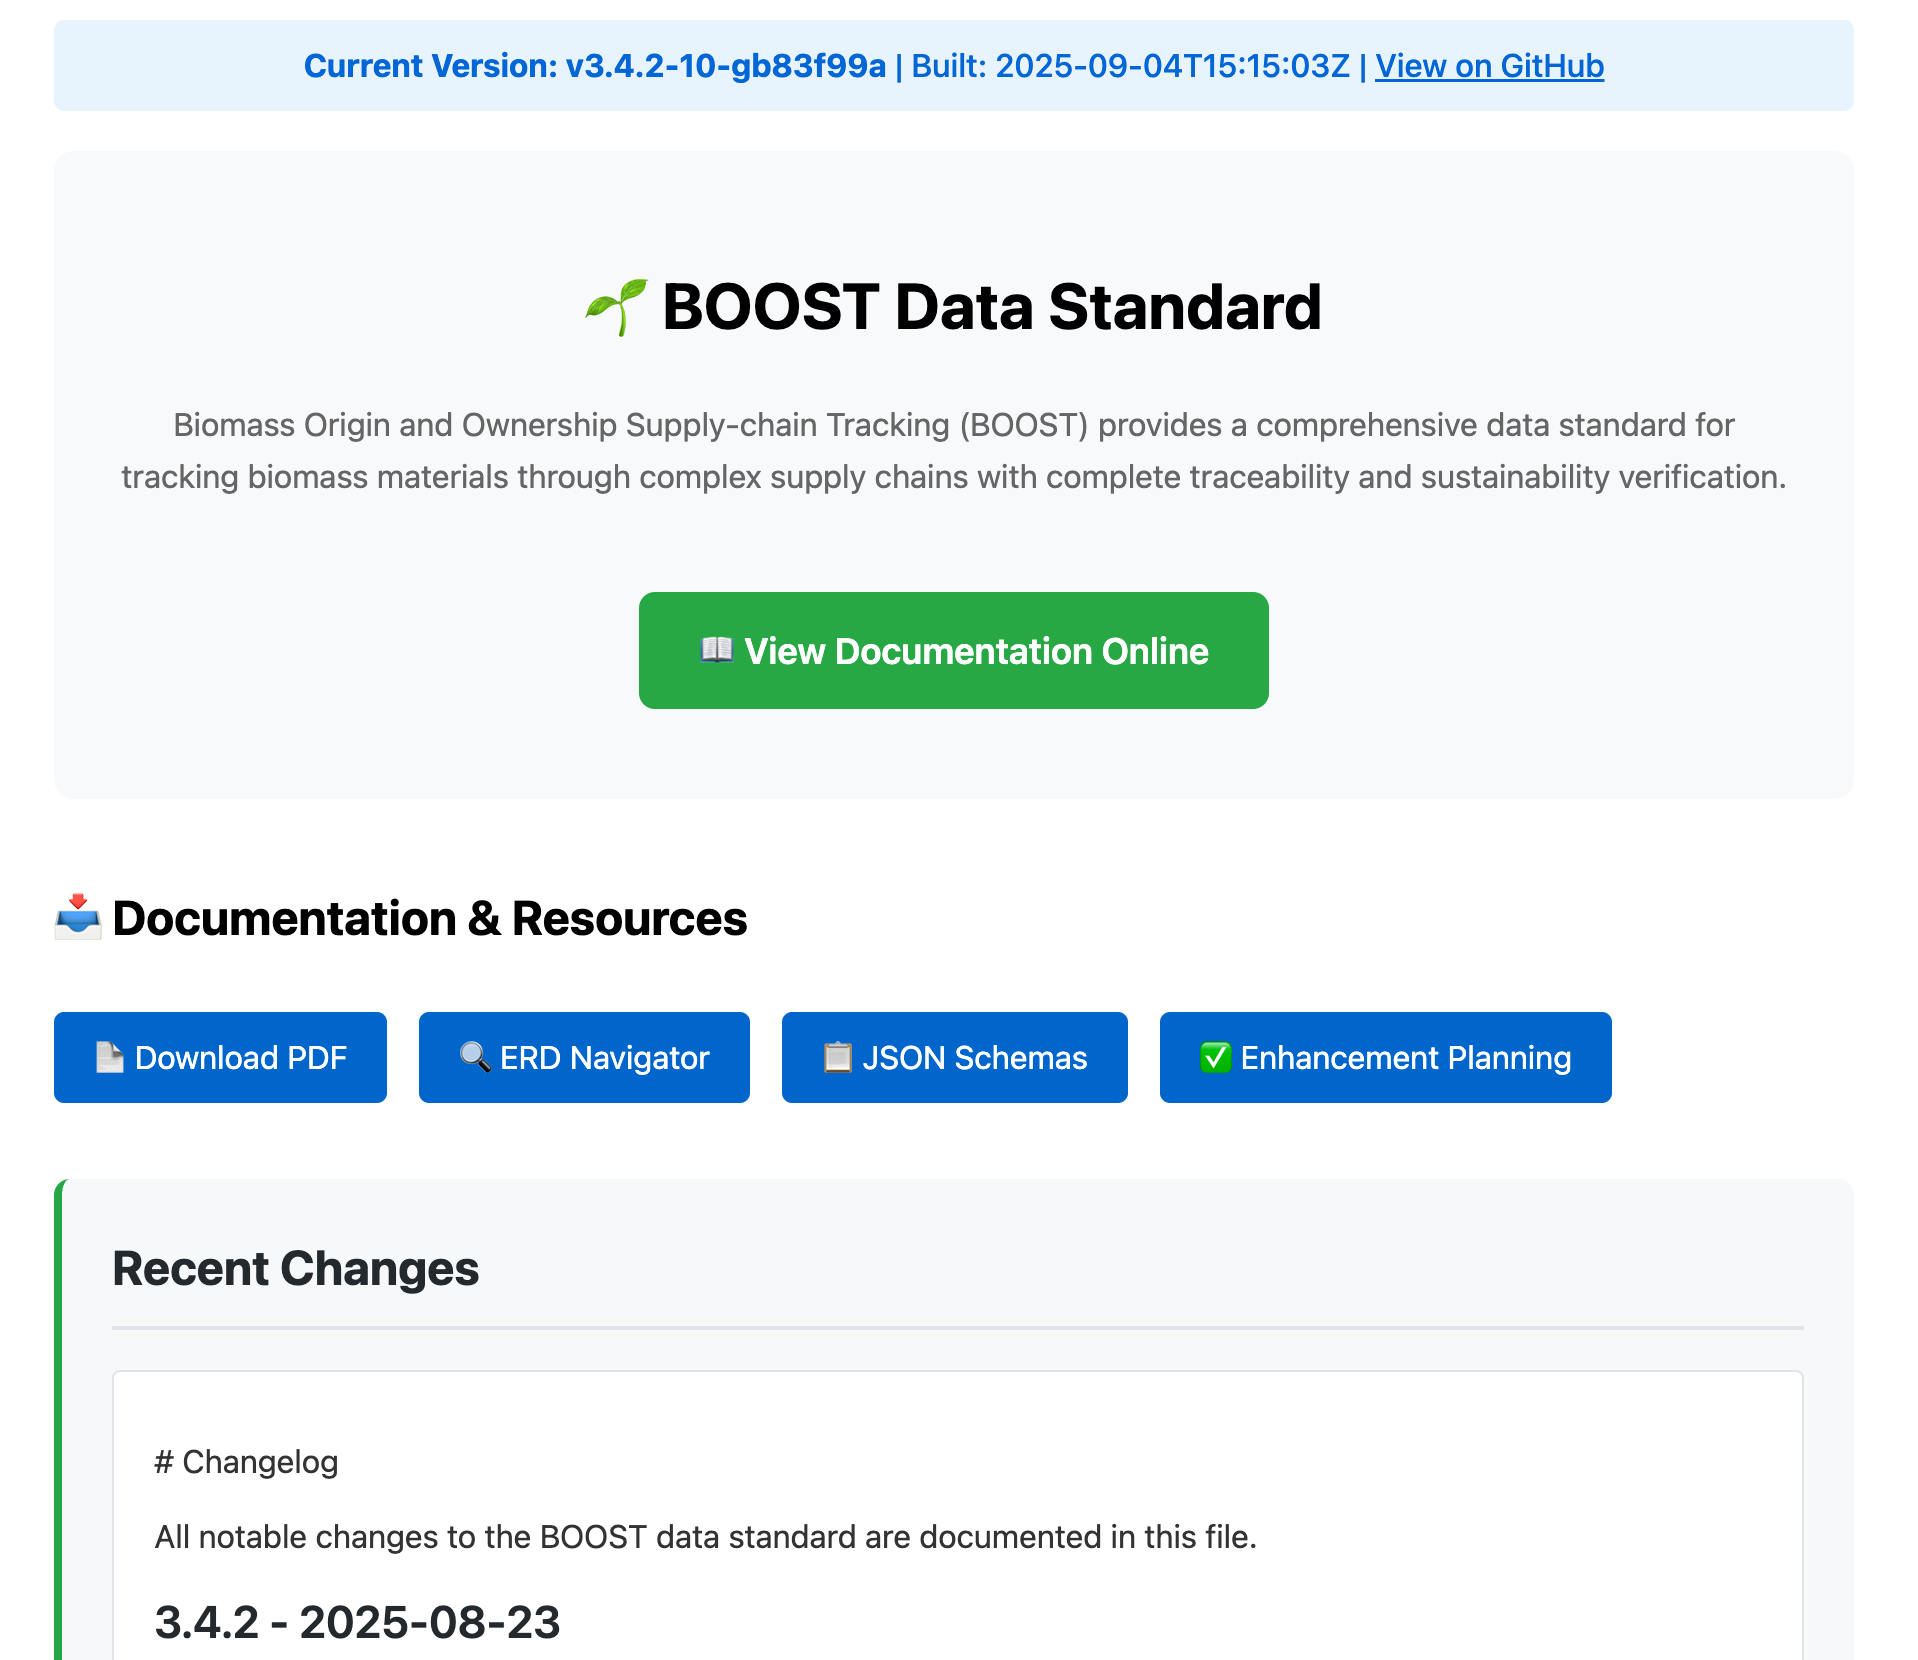 Current Version: v3.4.2-10-gb83f99a | Built: 2025-09-04T15:15:03Z | View on GitHub
🌱 BOOST Data Standard
Biomass Origin and Ownership Supply-chain Tracking (BOOST) provides a comprehensive data standard for
tracking biomass materials through complex supply chains with complete traceability and sustainability verification.
📖 View Documentation Online
📥 Documentation & Resources
📄 Download PDF
🔍 ERD Navigator
📋 JSON Schemas
✅ Enhancement Planning
Recent Changes
# Changelog
All notable changes to the BOOST data standard are documented in this file.
3.4.2 - 2025-08-23